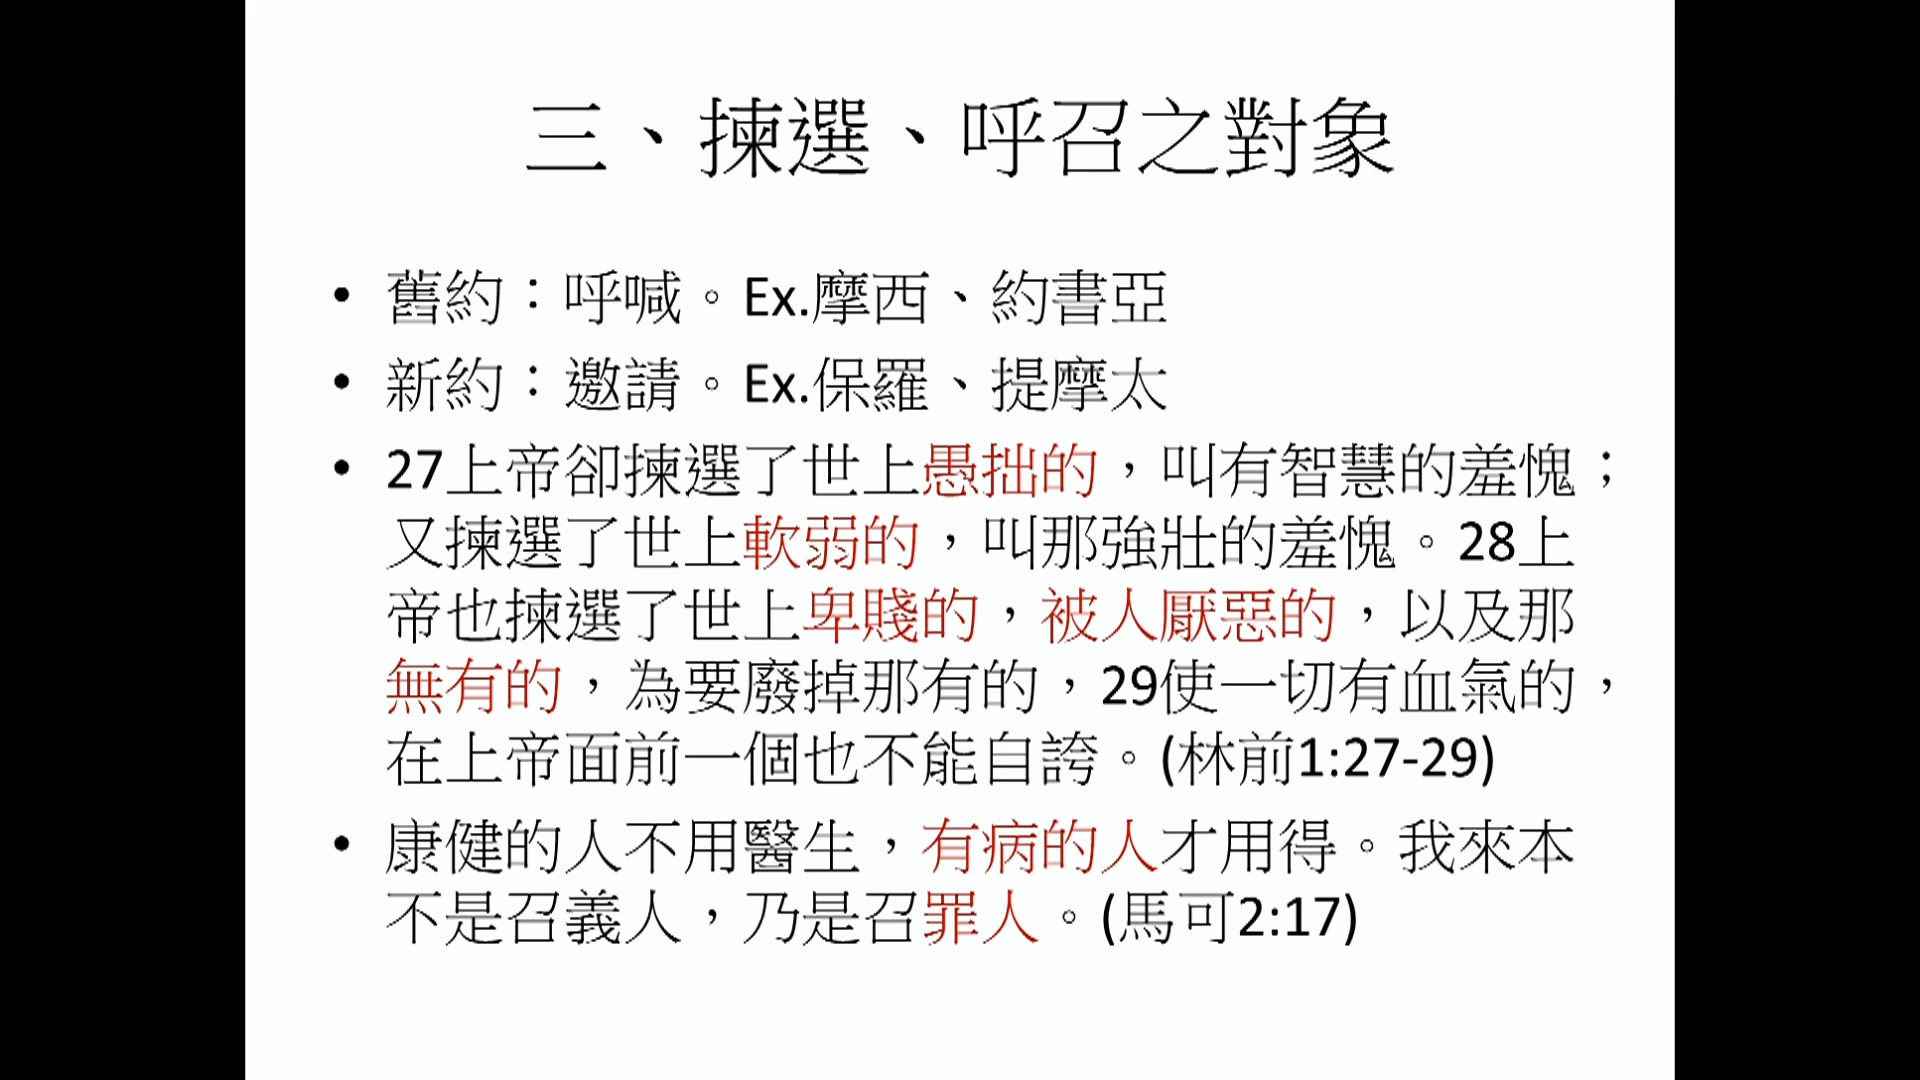 三、揀選、呼召之對象
• 舊約：呼喊。Ex.摩西、約書亞
• 新約：邀請。Ex.保羅、提摩太
• 27上帝卻揀選了世上愚拙的，叫有智慧的羞愧；
又揀選了世上軟弱的，叫那強壯的羞愧。28上
帝也揀選了世上卑賤的，被人厭惡的，以及那
無有的，為要廢掉那有的，29使一切有血氣的，
在上帝面前一個也不能自誇。(林前1:27-29)
• 康健的人不用醫生，有病的人才用得。我來本
不是召義人，乃是召罪人。(馬可2:17)